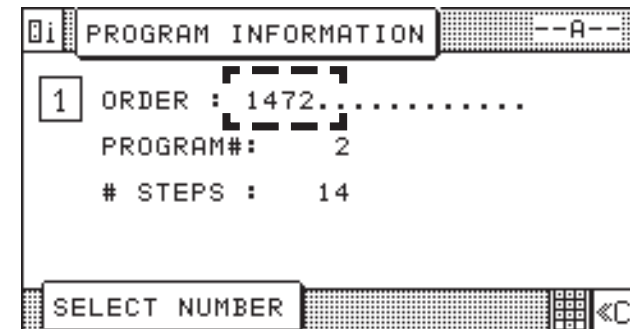 i PROGRAM INFORMATION --A--
1 ORDER : 1472............
PROGRAM#: 2
# STEPS : 14
SELECT NUMBER «C